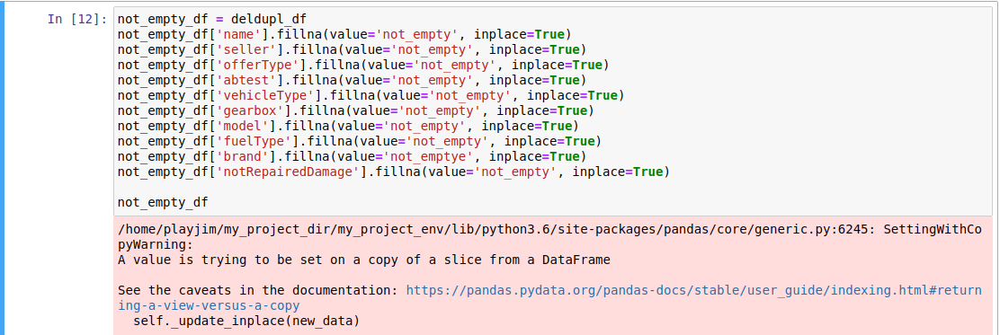 In [12]: not_empty_df = deldupl_df
not_empty_df['name'].fillna(value='not_empty', inplace=True)
not_empty_df['seller'].fillna(value='not_empty', inplace=True)
not_empty_df['offerType'].fillna(value='not_empty', inplace=True)
not_empty_df['abtest'].fillna(value='not_empty', inplace=True)
not_empty_df['vehicleType'].fillna(value='not_empty', inplace=True)
not_empty_df['gearbox'].fillna(value='not_empty', inplace=True)
not_empty_df['model'].fillna(value='not_empty', inplace=True)
not_empty_df['fuelType'].fillna(value='not_empty', inplace=True)
not_empty_df['brand'].fillna(value='not_emptye', inplace=True)
not_empty_df['notRepairedDamage'].fillna(value='not_empty', inplace=True)
not_empty_df
/home/playjim/my_project_dir/my_project_env/lib/python3.6/site-packages/pandas/core/generic.py:6245: SettingWithCo
pyWarning:
A value is trying to be set on a copy of a slice from a DataFrame
See the caveats in the documentation: https://pandas.pydata.org/pandas-docs/stable/user_guide/indexing.html#return
ing-a-view-versus-a-copy
self._update_inplace(new_data)